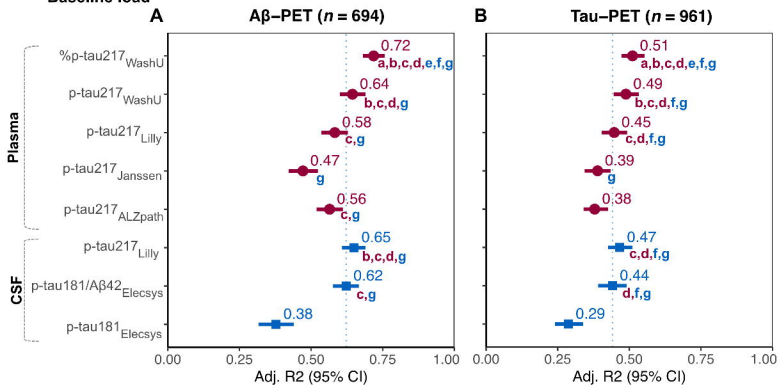 Baseline load
A Aβ–PET (n = 694)
B Tau–PET (n = 961)
Plasma
CSF
%p-tau217WashU
p-tau217WashU
p-tau217Lilly
p-tau217Janssen
p-tau217ALZpath
p-tau217Lilly
p-tau181/Aβ42Elecsys
p-tau181Elecsys
0.72
a,b,c,d,e,f,g
0.64
b,c,d,g
0.58
c,g
0.47
g
0.56
c,g
0.65
b,c,d,g
0.62
c,g
0.38
0.00 0.25 0.50 0.75 1.00
Adj. R2 (95% CI)
0.51
a,b,c,d,e,f,g
0.49
b,c,d,f,g
0.45
c,d,f,g
0.39
g
0.38
0.47
c,d,f,g
0.44
d,f,g
0.29
0.00 0.25 0.50 0.75 1.00
Adj. R2 (95% CI)